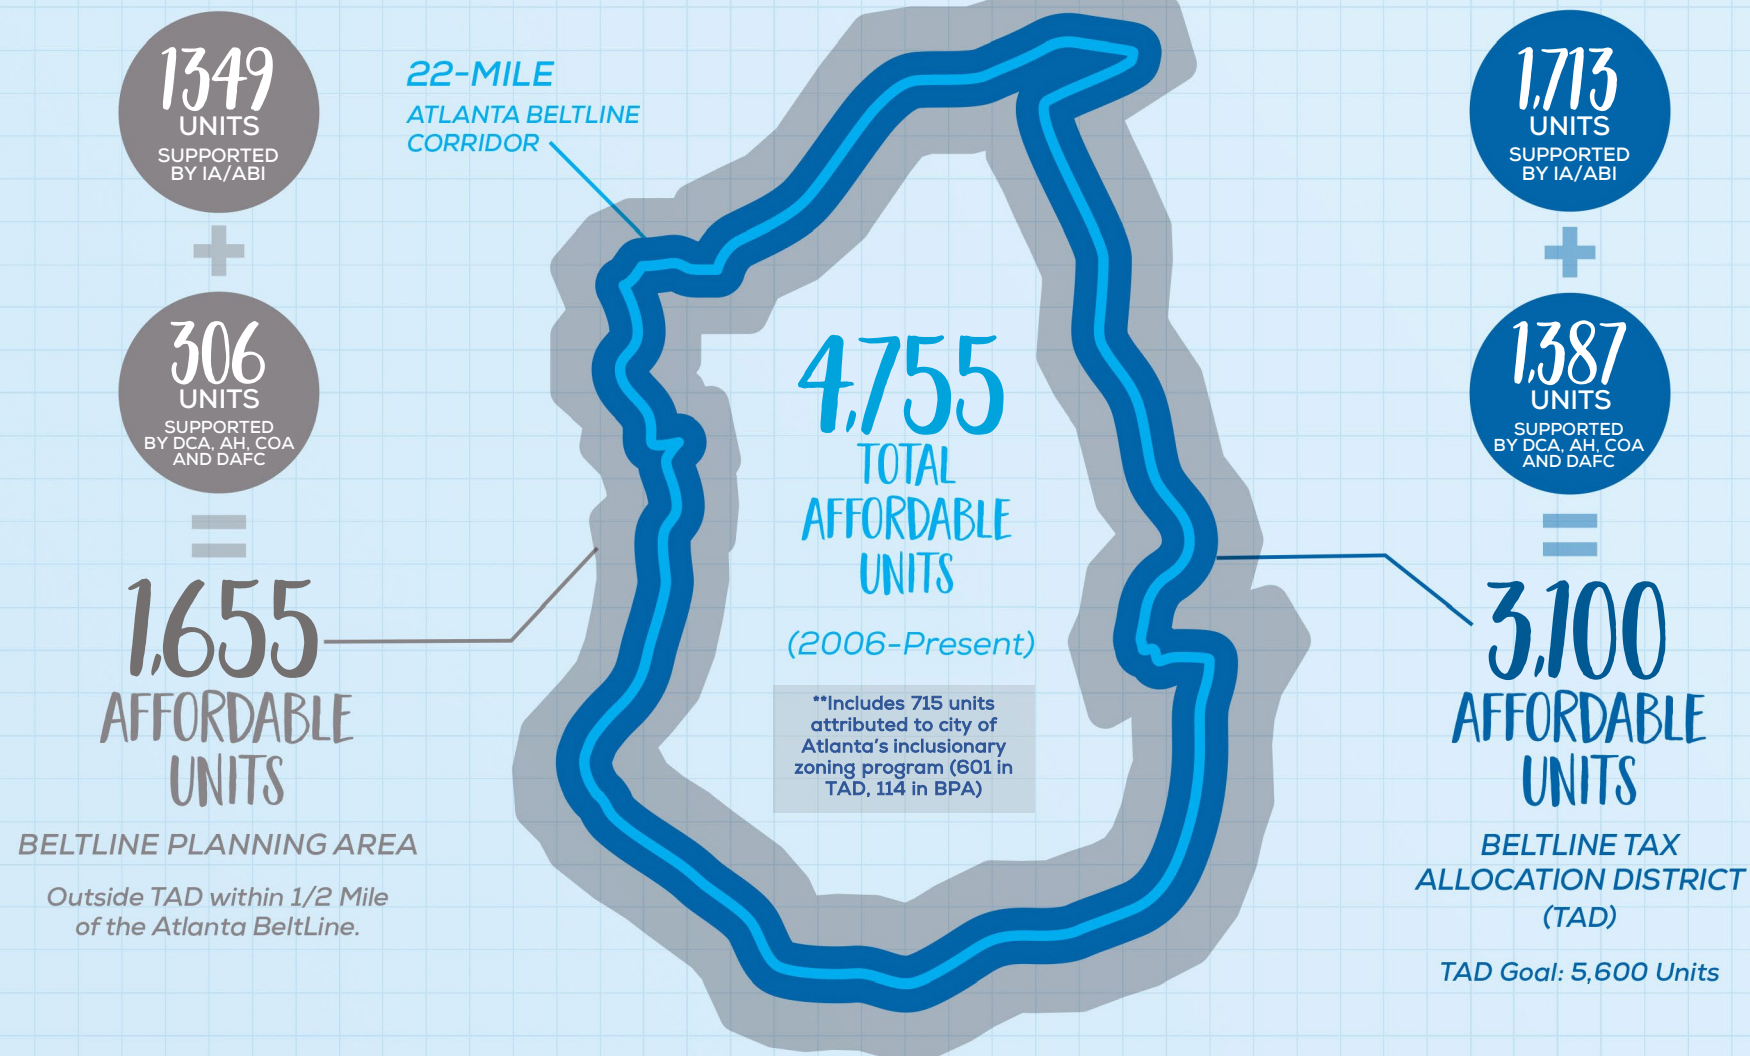 1349
UNITS
SUPPORTED
BY IA/ABI
+
306
UNITS
SUPPORTED
BY DCA, AH, COA
AND DAFC
=
1,655
AFFORDABLE
UNITS
BELTLINE PLANNING AREA
Outside TAD within 1/2 Mile
of the Atlanta BeltLine.
22-MILE
ATLANTA BELTLINE
CORRIDOR
4,755
TOTAL
AFFORDABLE
UNITS
(2006-Present)
**Includes 715 units
attributed to city of
Atlanta's inclusionary
zoning program (601 in
TAD, 114 in BPA)
1,713
UNITS
SUPPORTED
BY IA/ABI
+
1,387
UNITS
SUPPORTED
BY DCA, AH, COA
AND DAFC
=
3,100
AFFORDABLE
UNITS
BELTLINE TAX
ALLOCATION DISTRICT
(TAD)
TAD Goal: 5,600 Units